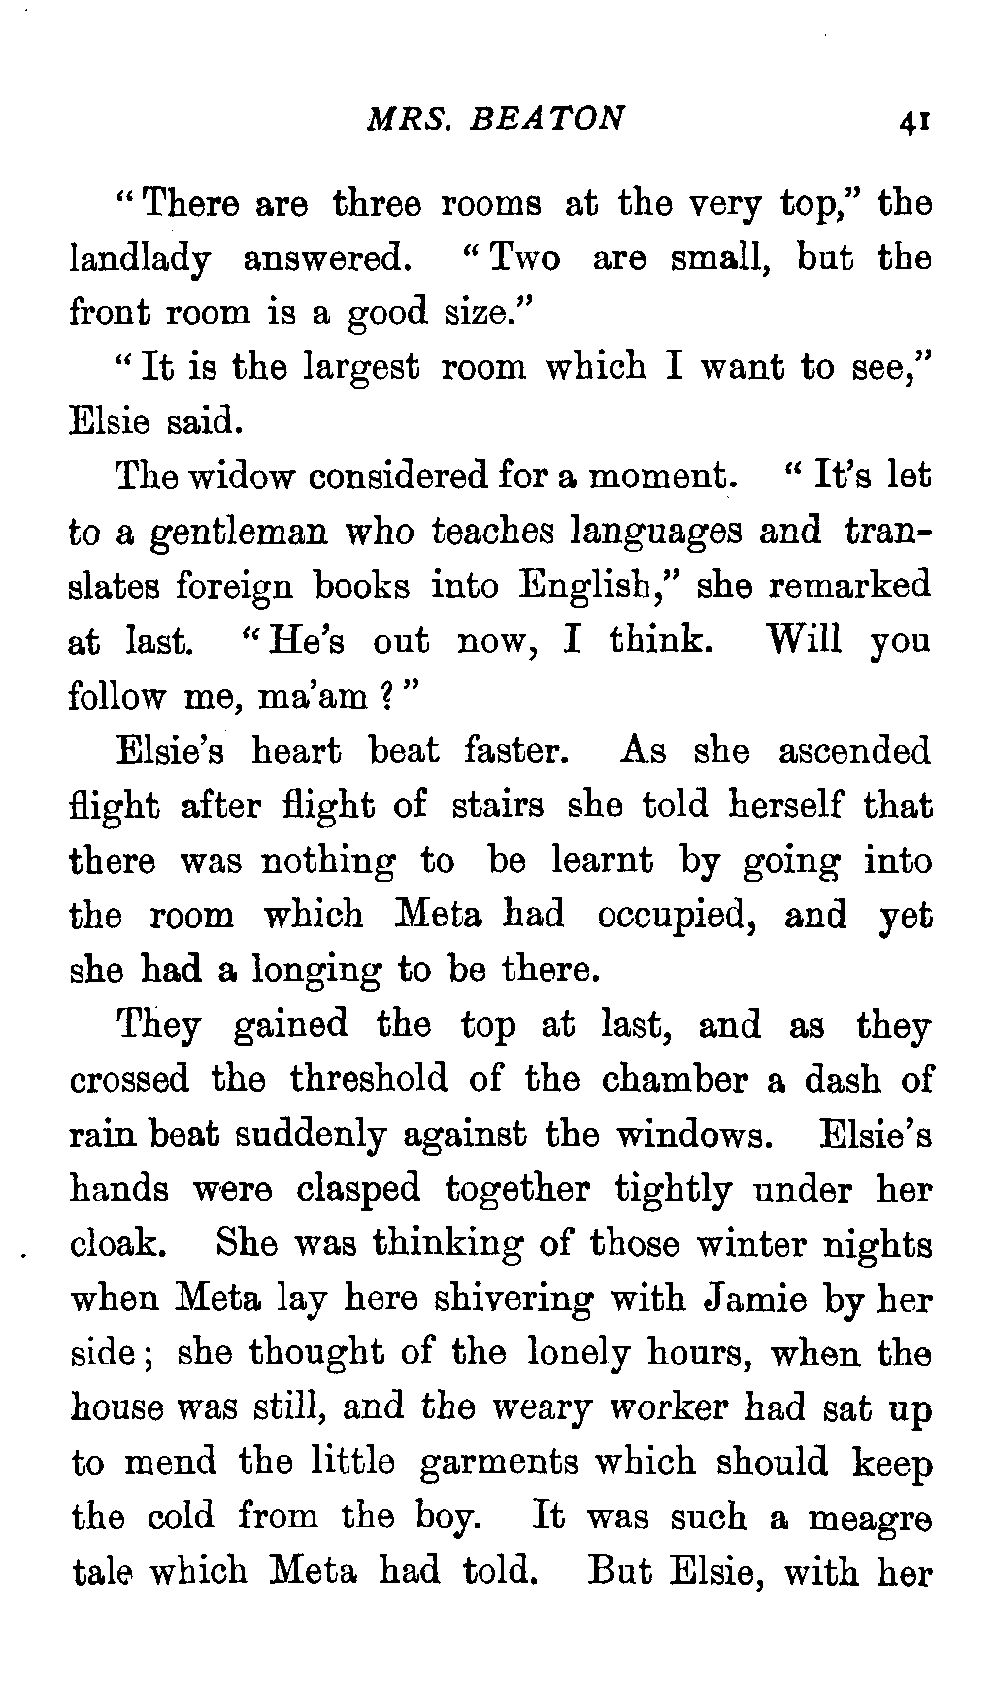 MRS. BEATON 41
“There are three rooms at the very top,” the
landlady answered. “Two are small, but the
front room is a good size.”
“It is the largest room which I want to see,”
Elsie said.
The widow considered for a moment. “It’s let
to a gentleman who teaches languages and tran-
slates foreign books into English,” she remarked
at last. “He’s out now, I think. Will you
follow me, ma’am?”
Elsie’s heart beat faster. As she ascended
flight after flight of stairs she told herself that
there was nothing to be learnt by going into
the room which Meta had occupied, and yet
she had a longing to be there.
They gained the top at last, and as they
crossed the threshold of the chamber a dash of
rain beat suddenly against the windows. Elsie’s
hands were clasped together tightly under her
cloak. She was thinking of those winter nights
when Meta lay here shivering with Jamie by her
side; she thought of the lonely hours, when the
house was still, and the weary worker had sat up
to mend the little garments which should keep
the cold from the boy. It was such a meagre
tale which Meta had told. But Elsie, with her